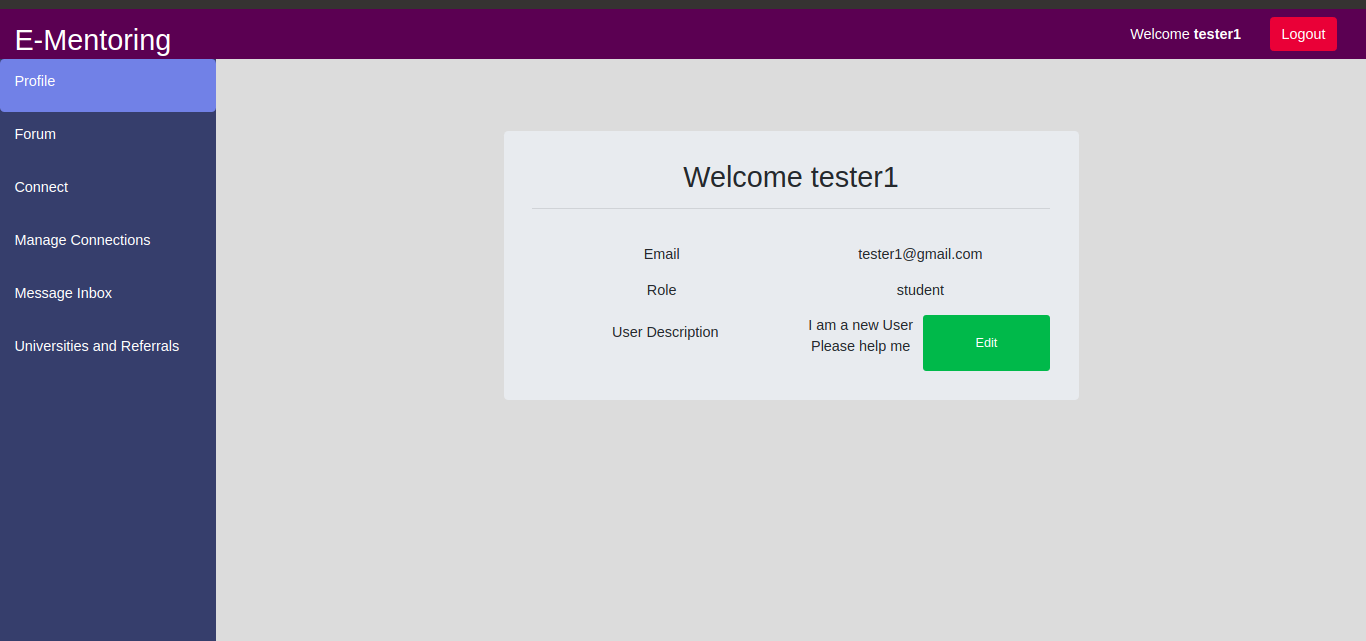 E-Mentoring
Welcome tester1
Logout
Profile
Forum
Connect
Manage Connections
Message Inbox
Universities and Referrals
Welcome tester1
Email
tester1@gmail.com
Role
student
User Description
I am a new User
Please help me
Edit